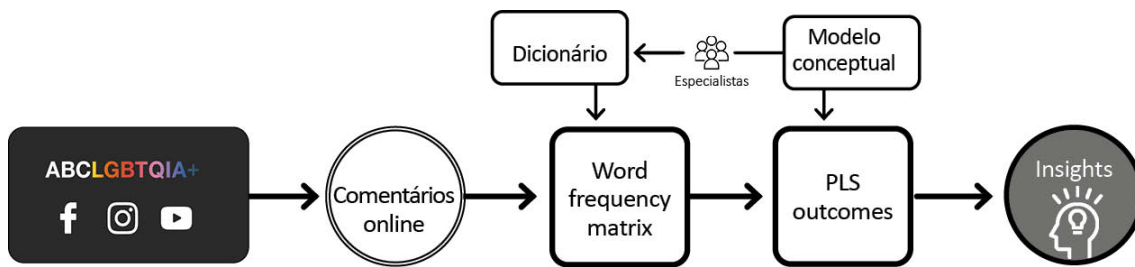 Dicionário
Especialistas
Modelo
conceptual
ABCLGBTQIA+
Comentários
online
Word
frequency
matrix
PLS
outcomes
Insights